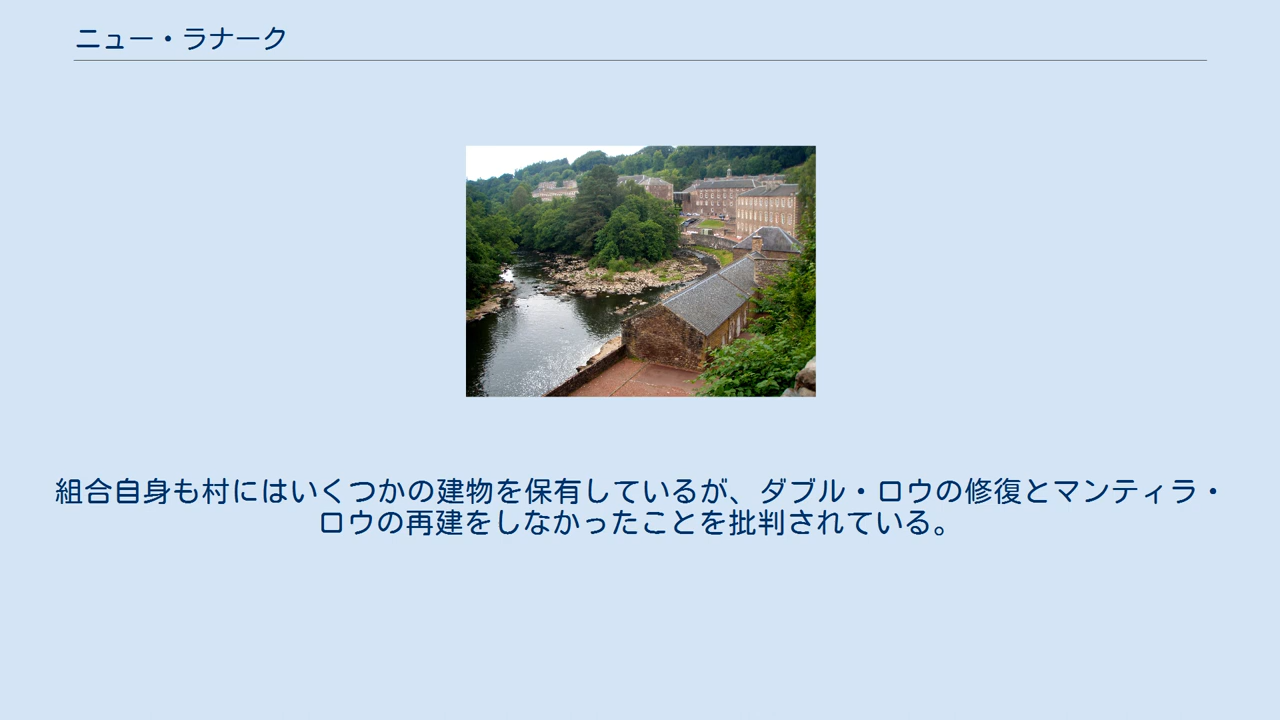 ニュー・ラナーク
組合自身も村にはいくつかの建物を保有しているが、ダブル・ロウの修復とマンティラ・
ロウの再建をしなかったことを批判されている。